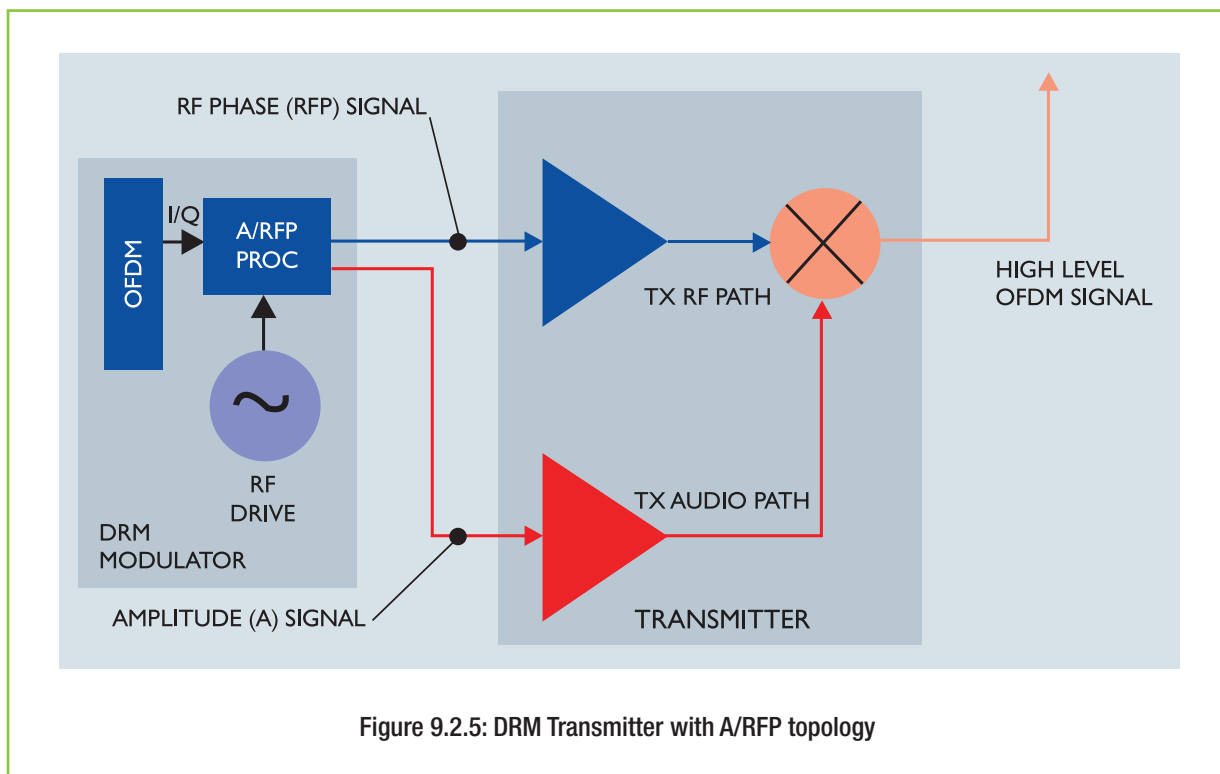 RF PHASE (RFP) SIGNAL
OFDM
I/Q
A/RFP
PROC
RF
DRIVE
DRM
MODULATOR
AMPLITUDE (A) SIGNAL
TX RF PATH
TX AUDIO PATH
TRANSMITTER
HIGH LEVEL
OFDM SIGNAL
Figure 9.2.5: DRM Transmitter with A/RFP topology